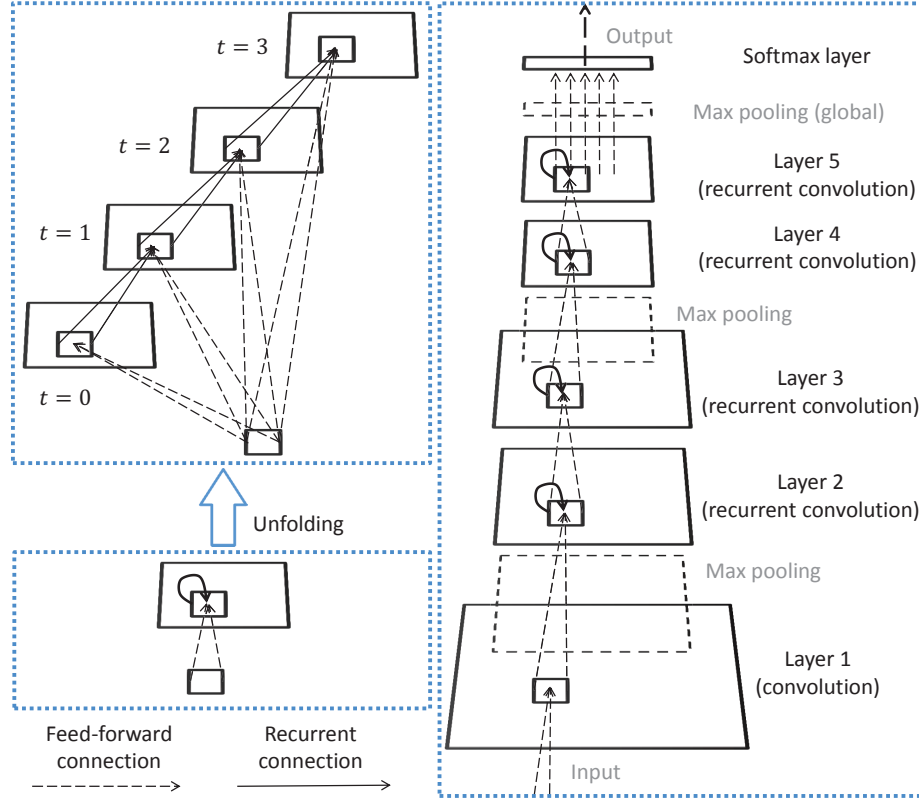 t = 3
t = 2
t = 1
t = 0
Unfolding
Feed-forward
connection
Recurrent
connection
Output
Softmax layer
Max pooling (global)
Layer 5
(recurrent convolution)
Layer 4
(recurrent convolution)
Max pooling
Layer 3
(recurrent convolution)
Layer 2
(recurrent convolution)
Max pooling
Layer 1
(convolution)
Input